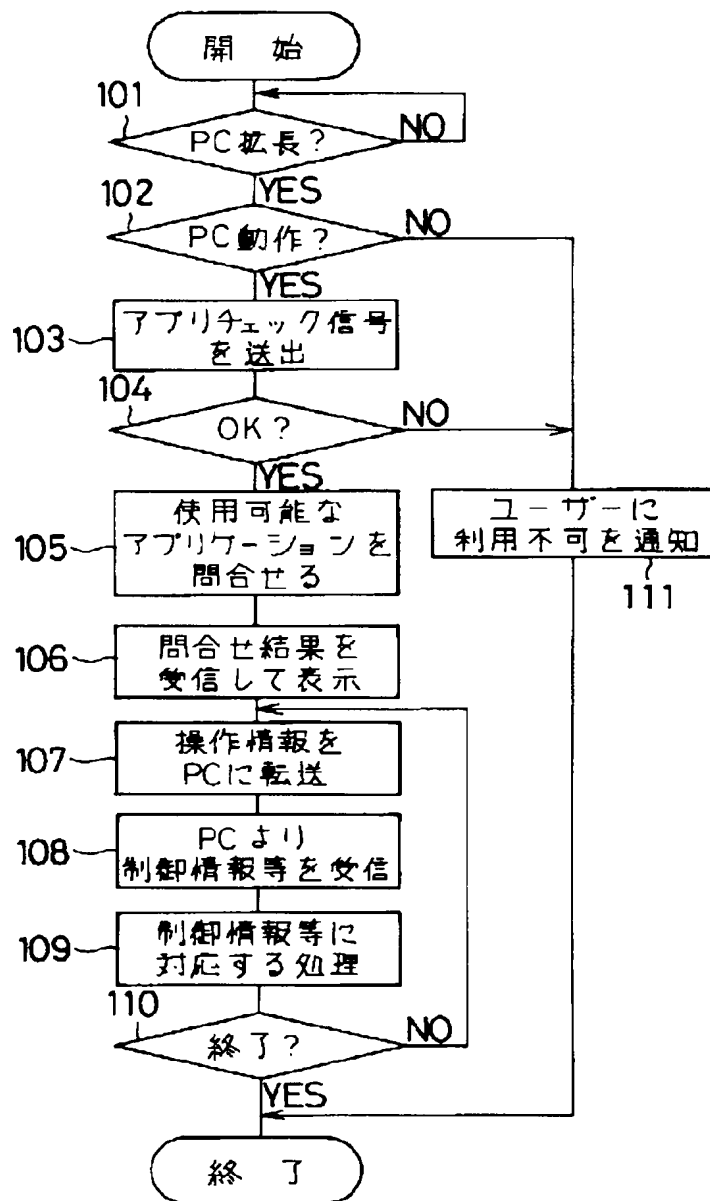 開始
101
PC拡長?
NO
YES
102
PC動作?
NO
YES
103
アプリチェック信号
を送出
104
OK?
NO
YES
105
使用可能な
アプリケーションを
問合せる
ユーザーに
利用不可を通知
111
106
問合せ結果を
受信して表示
107
操作情報を
PCに転送
108
PCより
制御情報等を受信
109
制御情報等に
対応する処理
110
終了?
NO
YES
終了